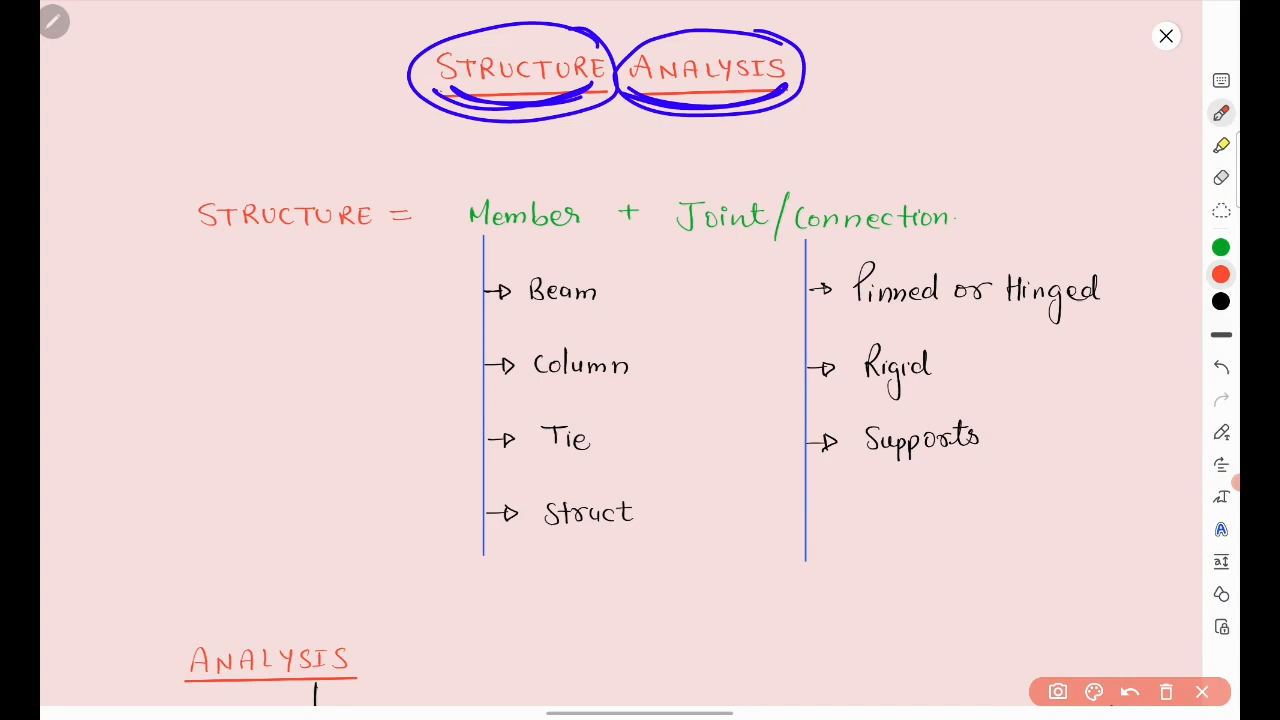 STRUCTURE ANALYSIS
STRUCTURE = Member + Joint/Connection
Beam
Pinned or Hinged
Column
Rigid
Tie
Supports
Struct
ANALYSIS